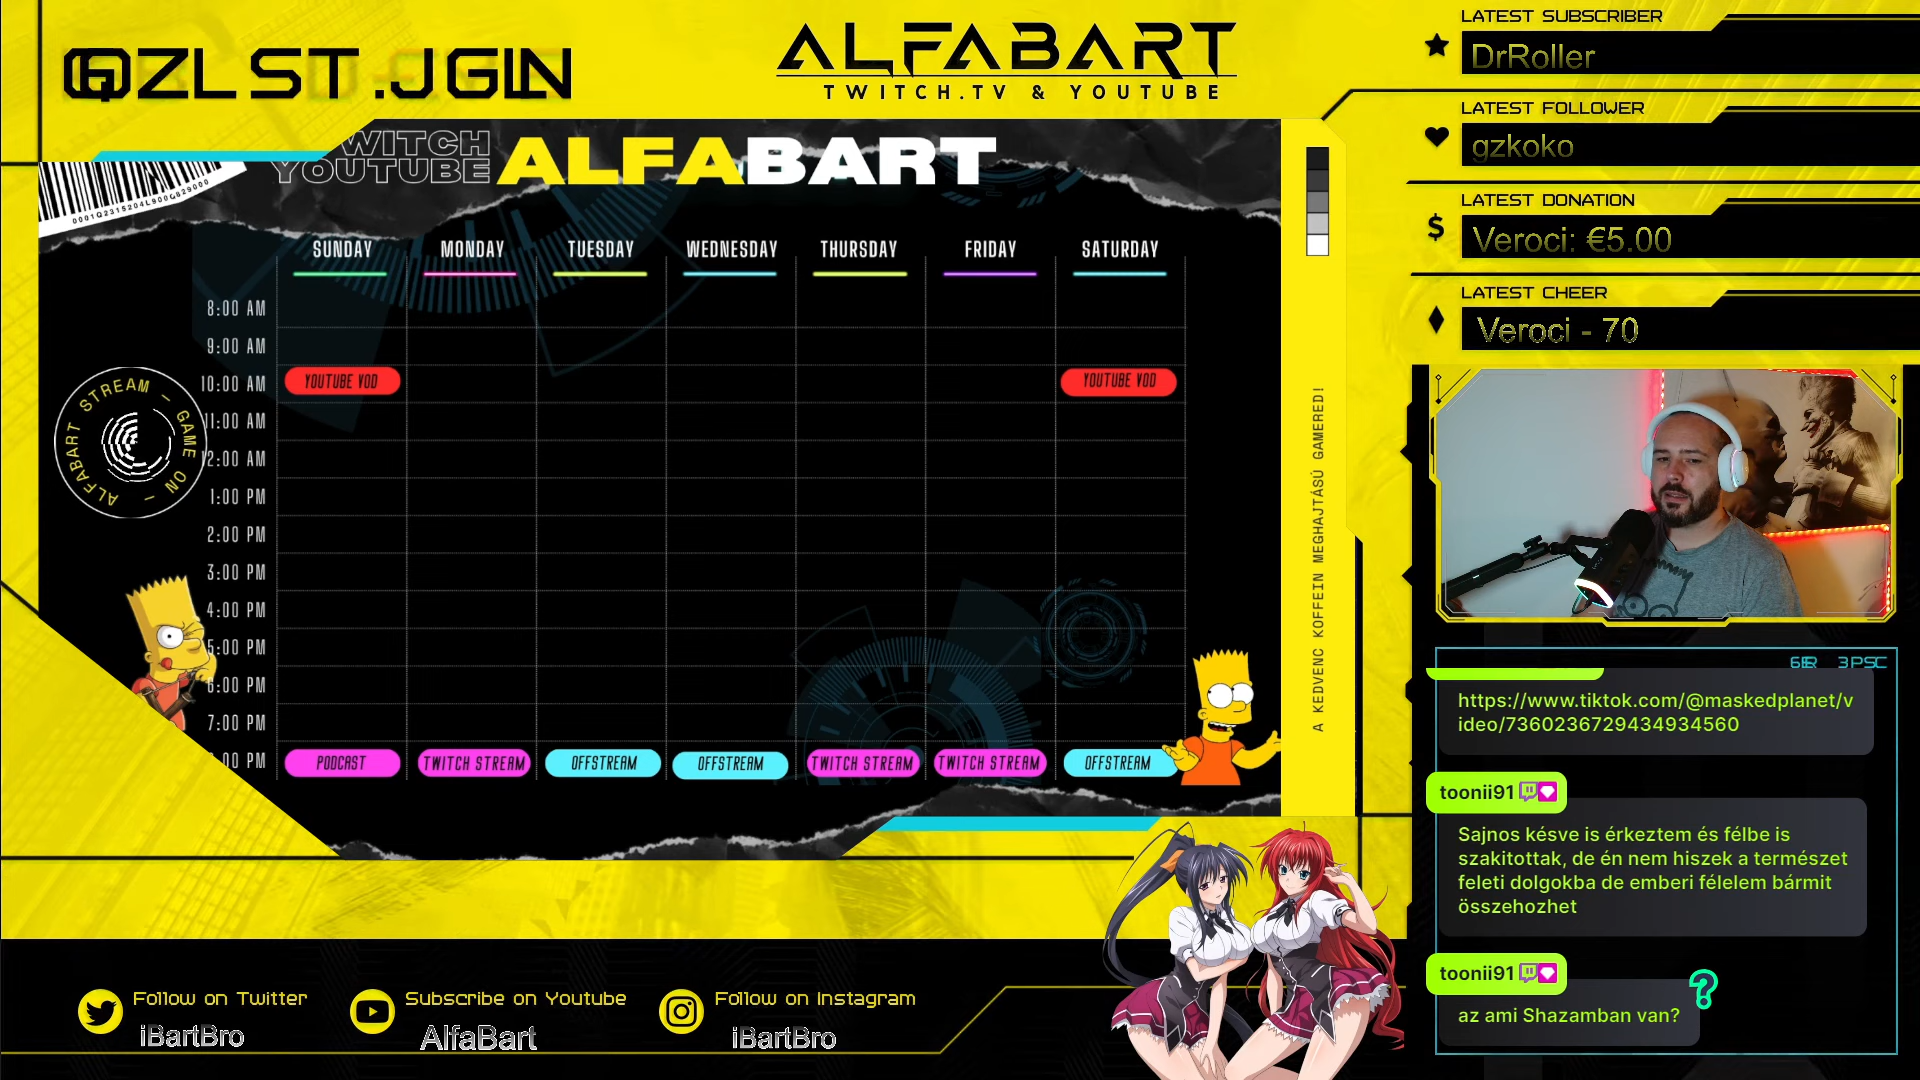 ALFABART
TWITCH.TV & YOUTUBE
TWITCH
YOUTUBE
ALFABART
0001Q2315204L900G829000
SUNDAY
MONDAY
TUESDAY
WEDNESDAY
THURSDAY
FRIDAY
SATURDAY
8:00 AM
9:00 AM
10:00 AM
YOUTUBE VOD
YOUTUBE VOD
11:00 AM
12:00 AM
1:00 PM
2:00 PM
3:00 PM
4:00 PM
5:00 PM
6:00 PM
7:00 PM
:00 PM
PODCAST
TWITCH STREAM
OFFSTREAM
OFFSTREAM
TWITCH STREAM
TWITCH STREAM
OFFSTREAM
ALFABART STREAM — GAME ON —
A KEDVENC KOFFEIN MEGHAJTÁSÚ GAMERED!
LATEST SUBSCRIBER
DrRoller
LATEST FOLLOWER
gzkoko
LATEST DONATION
$
Veroci: €5.00
LATEST CHEER
Veroci - 70
https://www.tiktok.com/@maskedplanet/v
ideo/7360236729434934560
toonii91
Sajnos késve is érkeztem és félbe is
szakitottak, de én nem hiszek a természet
feleti dolgokba de emberi félelem bármit
összehozhet
toonii91
az ami Shazamban van?
?
Follow on Twitter
iBartBro
Subscribe on Youtube
AlfaBart
Follow on Instagram
iBartBro